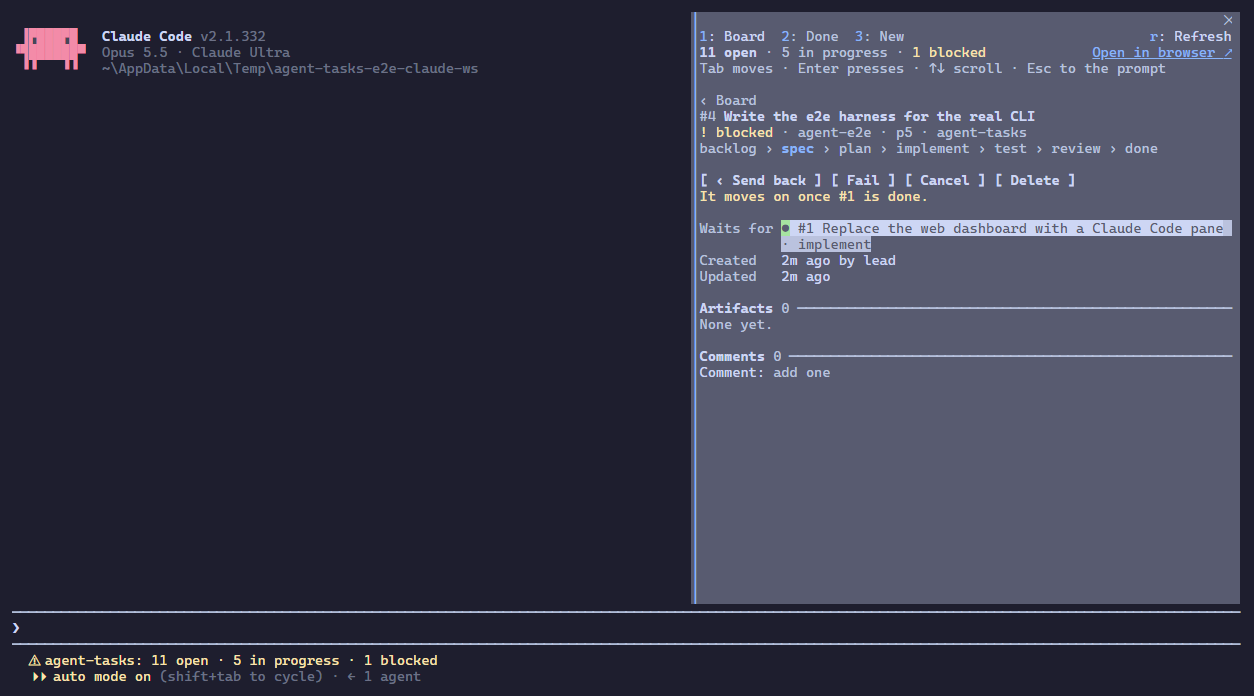 Claude Code v2.1.332
Opus 5.5 · Claude Ultra
~\AppData\Local\Temp\agent-tasks-e2e-claude-ws
×
1: Board  2: Done  3: New  r: Refresh
11 open · 5 in progress · 1 blocked  Open in browser ↗
Tab moves · Enter presses · ↑↓ scroll · Esc to the prompt
‹ Board
#4 Write the e2e harness for the real CLI
! blocked · agent-e2e · p5 · agent-tasks
backlog › spec › plan › implement › test › review › done
[ ‹ Send back ] [ Fail ] [ Cancel ] [ Delete ]
It moves on once #1 is done.
Waits for ● #1 Replace the web dashboard with a Claude Code pane
· implement
Created   2m ago by lead
Updated   2m ago
Artifacts 0
None yet.
Comments 0
Comment: add one
❯
⚠ agent-tasks: 11 open · 5 in progress · 1 blocked
⏵⏵ auto mode on (shift+tab to cycle) · ← 1 agent